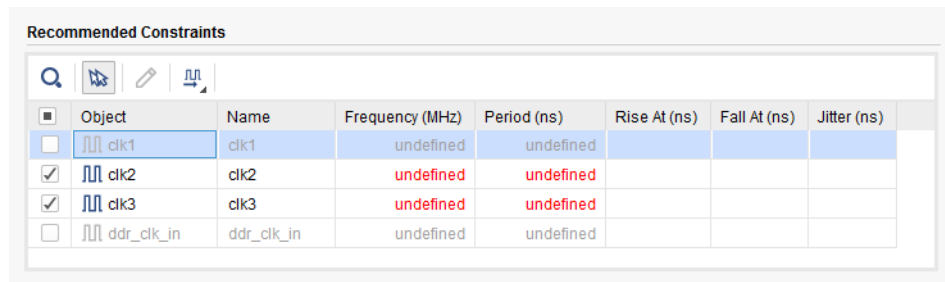 Recommended Constraints
Object Name Frequency (MHz) Period (ns) Rise At (ns) Fall At (ns) Jitter (ns)
clk1 clk1 undefined undefined
clk2 clk2 undefined undefined
clk3 clk3 undefined undefined
ddr_clk_in ddr_clk_in undefined undefined